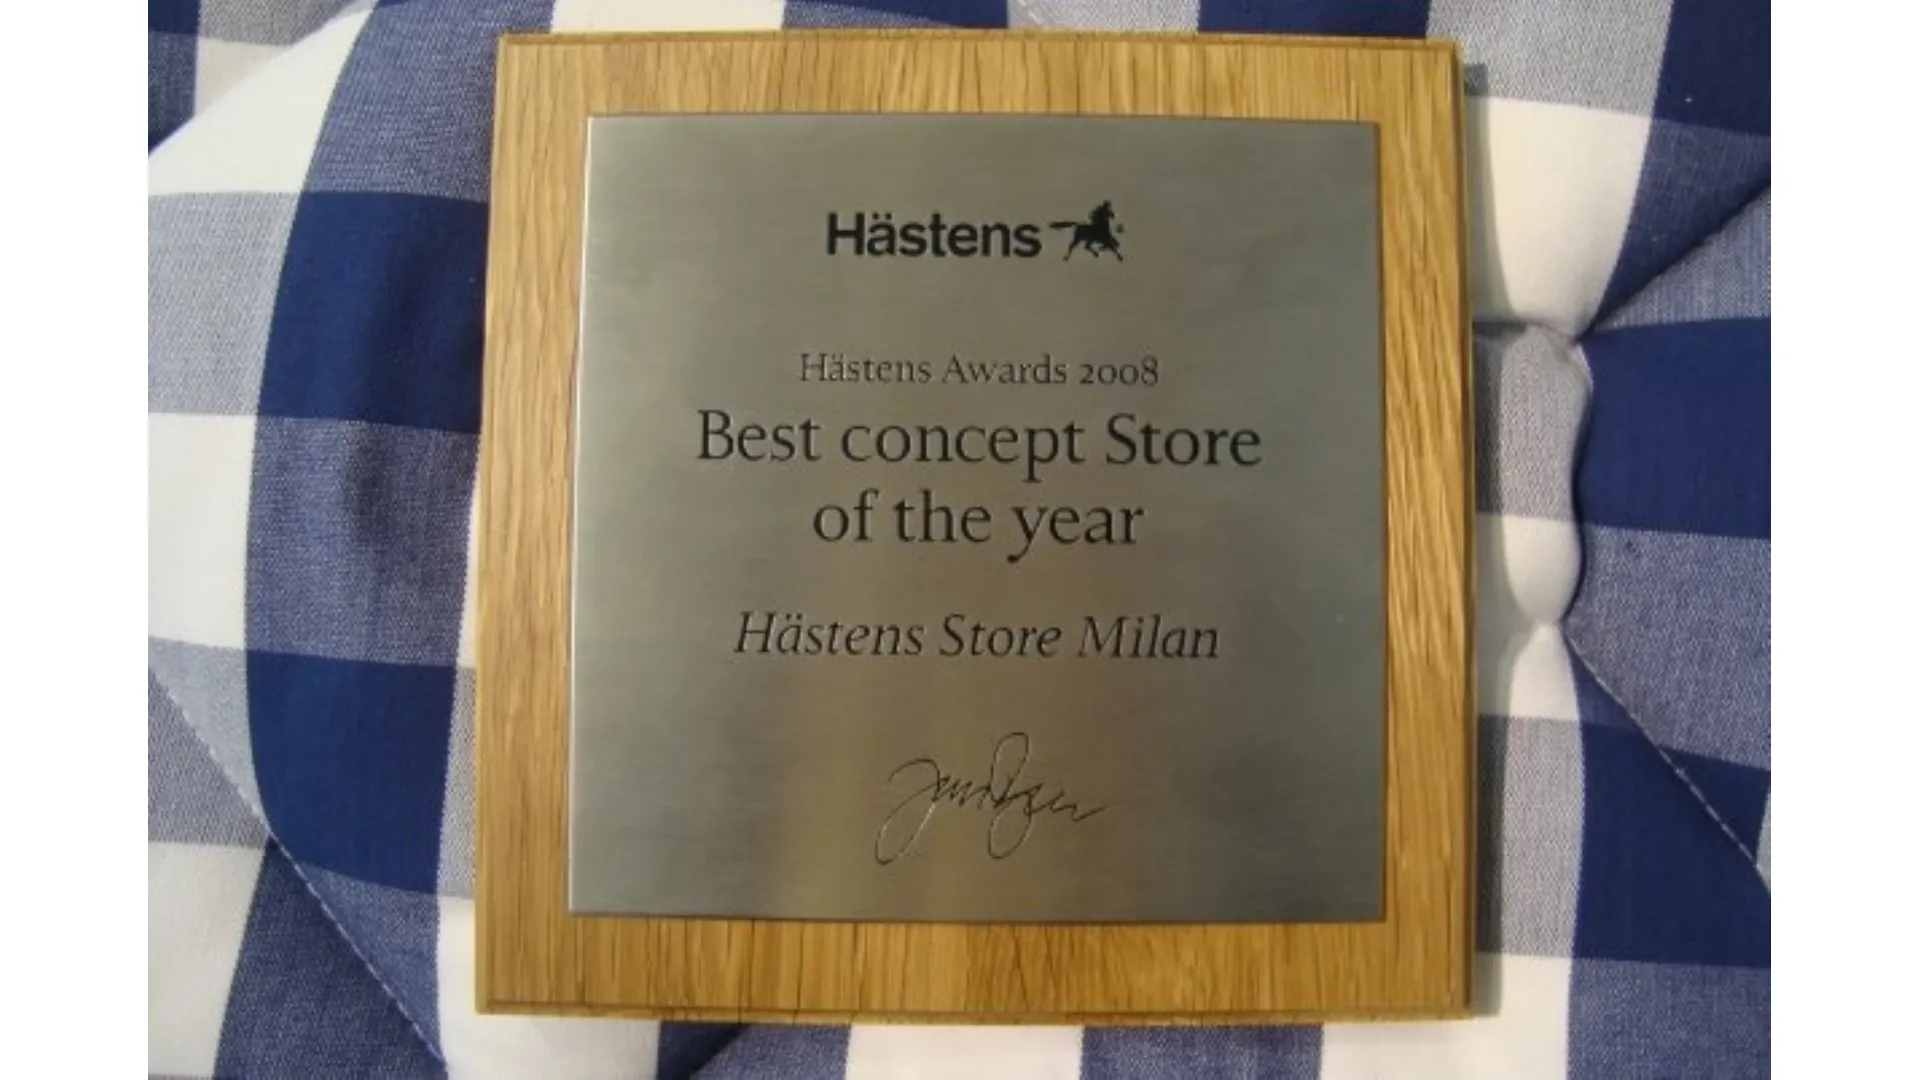 Hästens
Hästens Awards 2008
Best concept Store
of the year
Hästens Store Milan